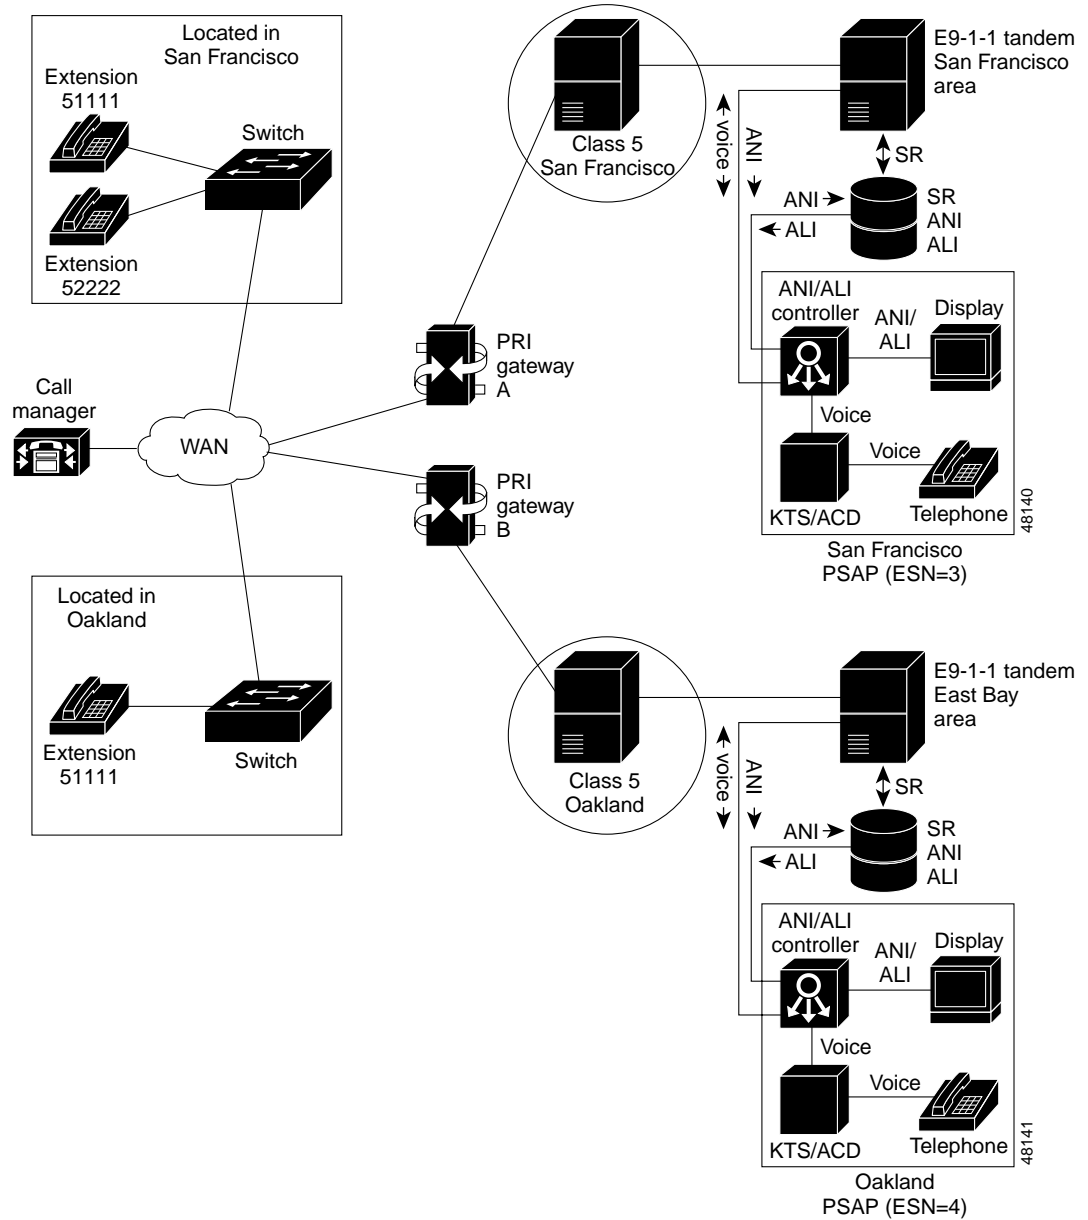 Located in
San Francisco
Extension
51111
Switch
Extension
52222
Call
manager
WAN
PRI
gateway
A
PRI
gateway
B
Located in
Oakland
Extension
51111
Switch
Class 5
San Francisco
E9-1-1 tandem
San Francisco
area
voice
ANI
SR
ANI
ALI
SR
ANI
ALI
ANI/ALI
controller
ANI/
ALI
Display
Voice
Voice
KTS/ACD
Telephone
48140
San Francisco
PSAP (ESN=3)
Class 5
Oakland
E9-1-1 tandem
East Bay
area
voice
ANI
SR
ANI
ALI
SR
ANI
ALI
ANI/ALI
controller
ANI/
ALI
Display
Voice
Voice
KTS/ACD
Telephone
48141
Oakland
PSAP (ESN=4)